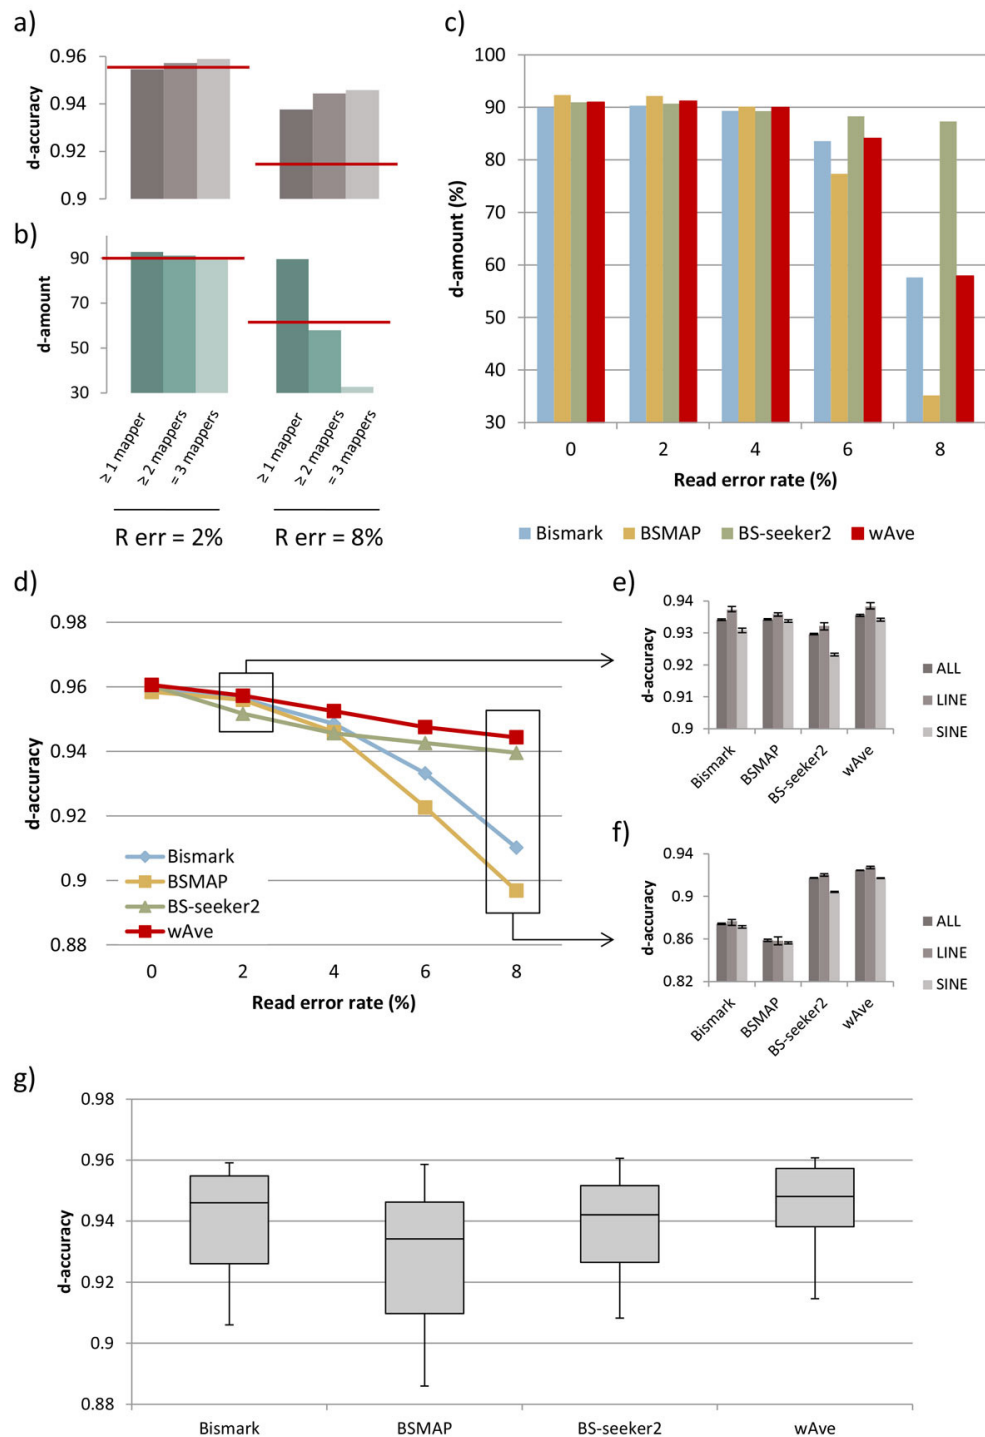 a)
0.96
0.94
0.92
0.9
d-accuracy
b)
90
70
50
30
d-amount
≥ 1 mapper
≥ 2 mappers
= 3 mappers
≥ 1 mapper
≥ 2 mappers
= 3 mappers
R err = 2%
R err = 8%
c)
100
90
80
90
70
60
50
40
30
d-amount (%)
0 2 4 6 8
Read error rate (%)
Bismark BSMAP BS-seeker2 wAve
d)
0.98
0.96
0.94
0.92
0.9
0.88
d-accuracy
Bismark
BSMAP
BS-seeker2
wAve
0 2 4 6 8
Read error rate (%)
e)
0.94
0.93
0.92
0.91
0.9
d-accuracy
ALL
LINE
SINE
Bismark
BSMAP
BS-seeker2
wAve
f)
0.94
0.9
0.86
0.82
d-accuracy
ALL
LINE
SINE
Bismark
BSMAP
BS-seeker2
wAve
g)
0.98
0.96
0.94
0.92
0.9
0.88
d-accuracy
Bismark BSMAP BS-seeker2 wAve